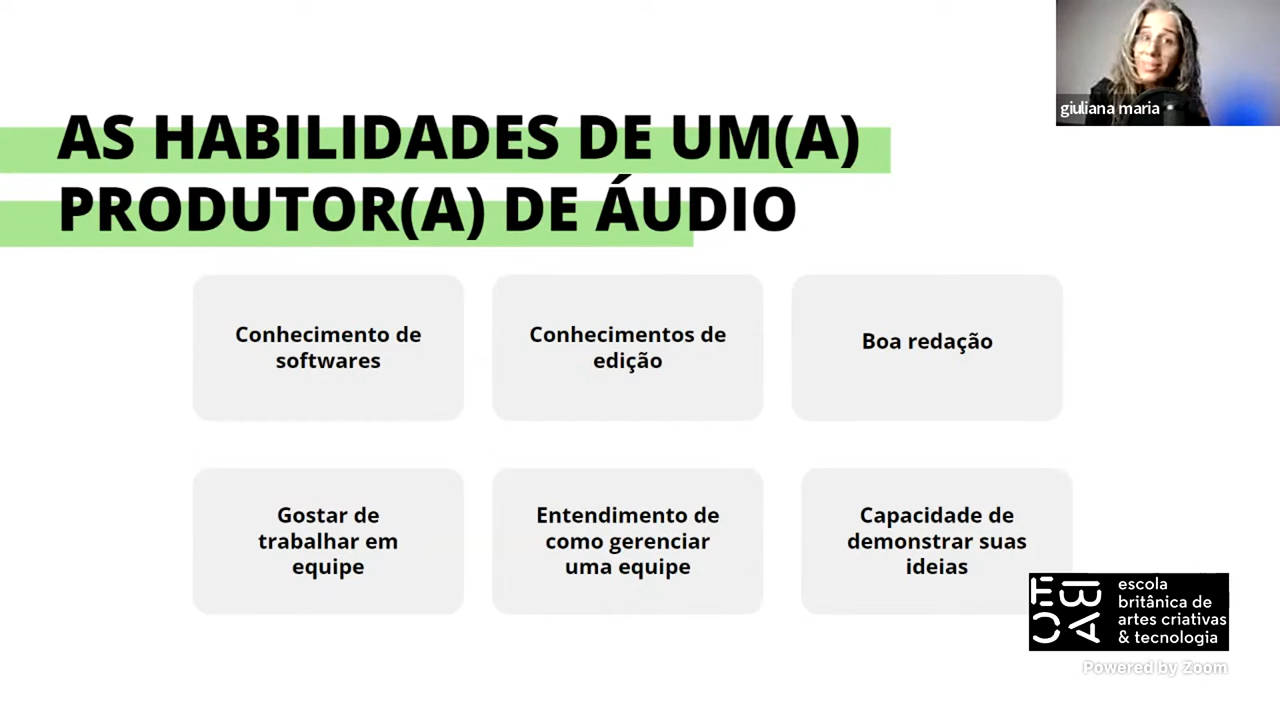 giuliana maria
AS HABILIDADES DE UM(A)
PRODUTOR(A) DE ÁUDIO
Conhecimento de
softwares
Conhecimentos de
edição
Boa redação
Gostar de
trabalhar em
equipe
Entendimento de
como gerenciar
uma equipe
Capacidade de
demonstrar suas
ideias
EBAC
escola
britânica de
artes criativas
& tecnologia
Powered by Zoom